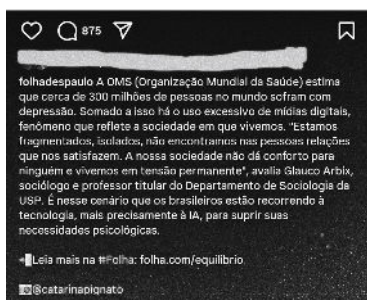 875
folhadespaulo A OMS (Organização Mundial da Saúde) estima
que cerca de 300 milhões de pessoas no mundo sofram com
depressão. Somado a isso há o uso excessivo de mídias digitais,
fenômeno que reflete a sociedade em que vivemos. "Estamos
fragmentados, isolados, não encontramos nas pessoas relações
que nos satisfazem. A nossa sociedade não dá conforto para
ninguém e vivemos em tensão permanente", avalia Glauco Arbix,
sociólogo e professor titular do Departamento de Sociologia da
USP. É nesse cenário que os brasileiros estão recorrendo à
tecnologia, mais precisamente à IA, para suprir suas
necessidades psicológicas.
Leia mais na #Folha: folha.com/equilibrio
@catarinapignato